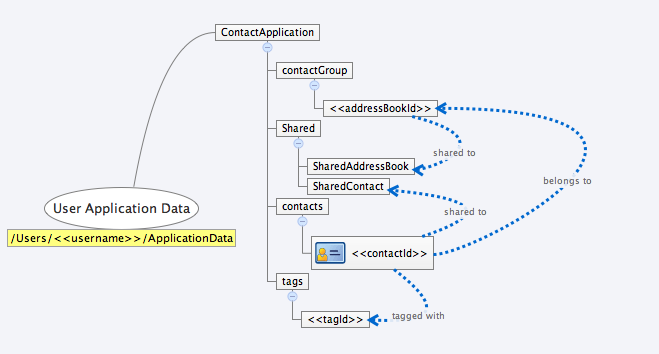 ContactApplication
contactGroup
<<addressBookId>>
Shared
shared to
SharedAddressBook
SharedContact
belongs to
User Application Data
contacts
shared to
/Users/<<username>>/ApplicationData
<<contactId>>
tags
<<tagId>>
tagged with